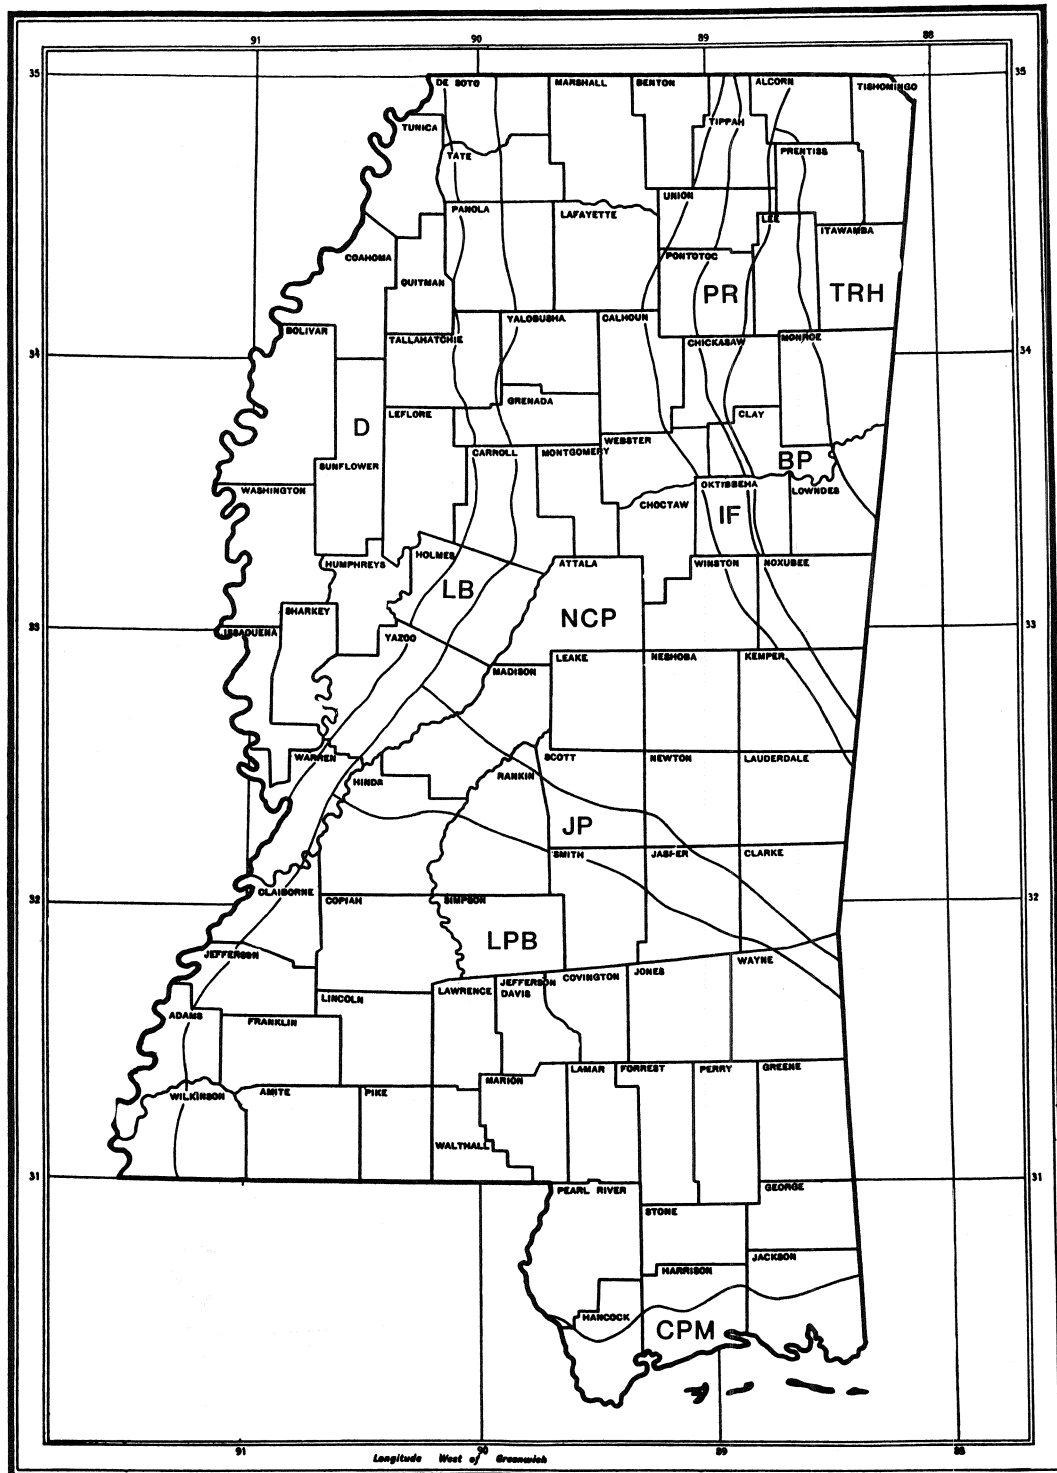 91 90 89 88
35 35
DE SOTO MARSHALL BENTON ALCORN TISHOMINGO
TUNICA TIPPAH
TATE PRENTISS
PANOLA LAFAYETTE UNION LEE
ITAWAMBA
COAHOMA PONTOTOC
QUITMAN PR TRH
BOLIVAR YALOBUSHA CALHOUN
TALLAHATCHIE CHICKASAW MONROE
34 34
GRENADA
LEFLORE CLAY
D
WEBSTER
CARROLL MONTGOMERY BP
SUNFLOWER
WASHINGTON OKTIBBEHA LOWNDES
CHOCTAW IF
HOLMES
HUMPHREYS ATTALA WINSTON NOXUBEE
LB
SHARKEY NCP
33 ISSAQUENA 33
YAZOO
LEAKE NESHOBA KEMPER
MADISON
WARREN SCOTT NEWTON LAUDERDALE
HINDS RANKIN
JP
SMITH JASPER CLARKE
CLAIBORNE
32 COPIAH SIMPSON 32
LPB
JEFFERSON WAYNE
LINCOLN LAWRENCE JEFFERSON DAVIS COVINGTON JONES
ADAMS FRANKLIN
LAMAR FORREST PERRY GREENE
MARION
WILKINSON AMITE PIKE
WALTHALL
31 31
PEARL RIVER GEORGE
STONE
JACKSON
HARRISON
HANCOCK
CPM
91 90 89 88
Longitude West of Greenwich